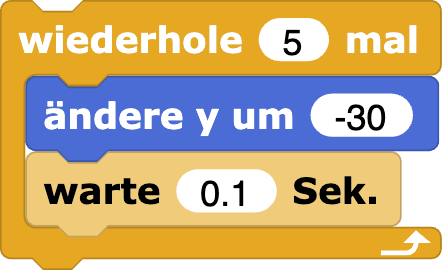 wiederhole 5 mal
ändere y um -30
warte 0.1 Sek.